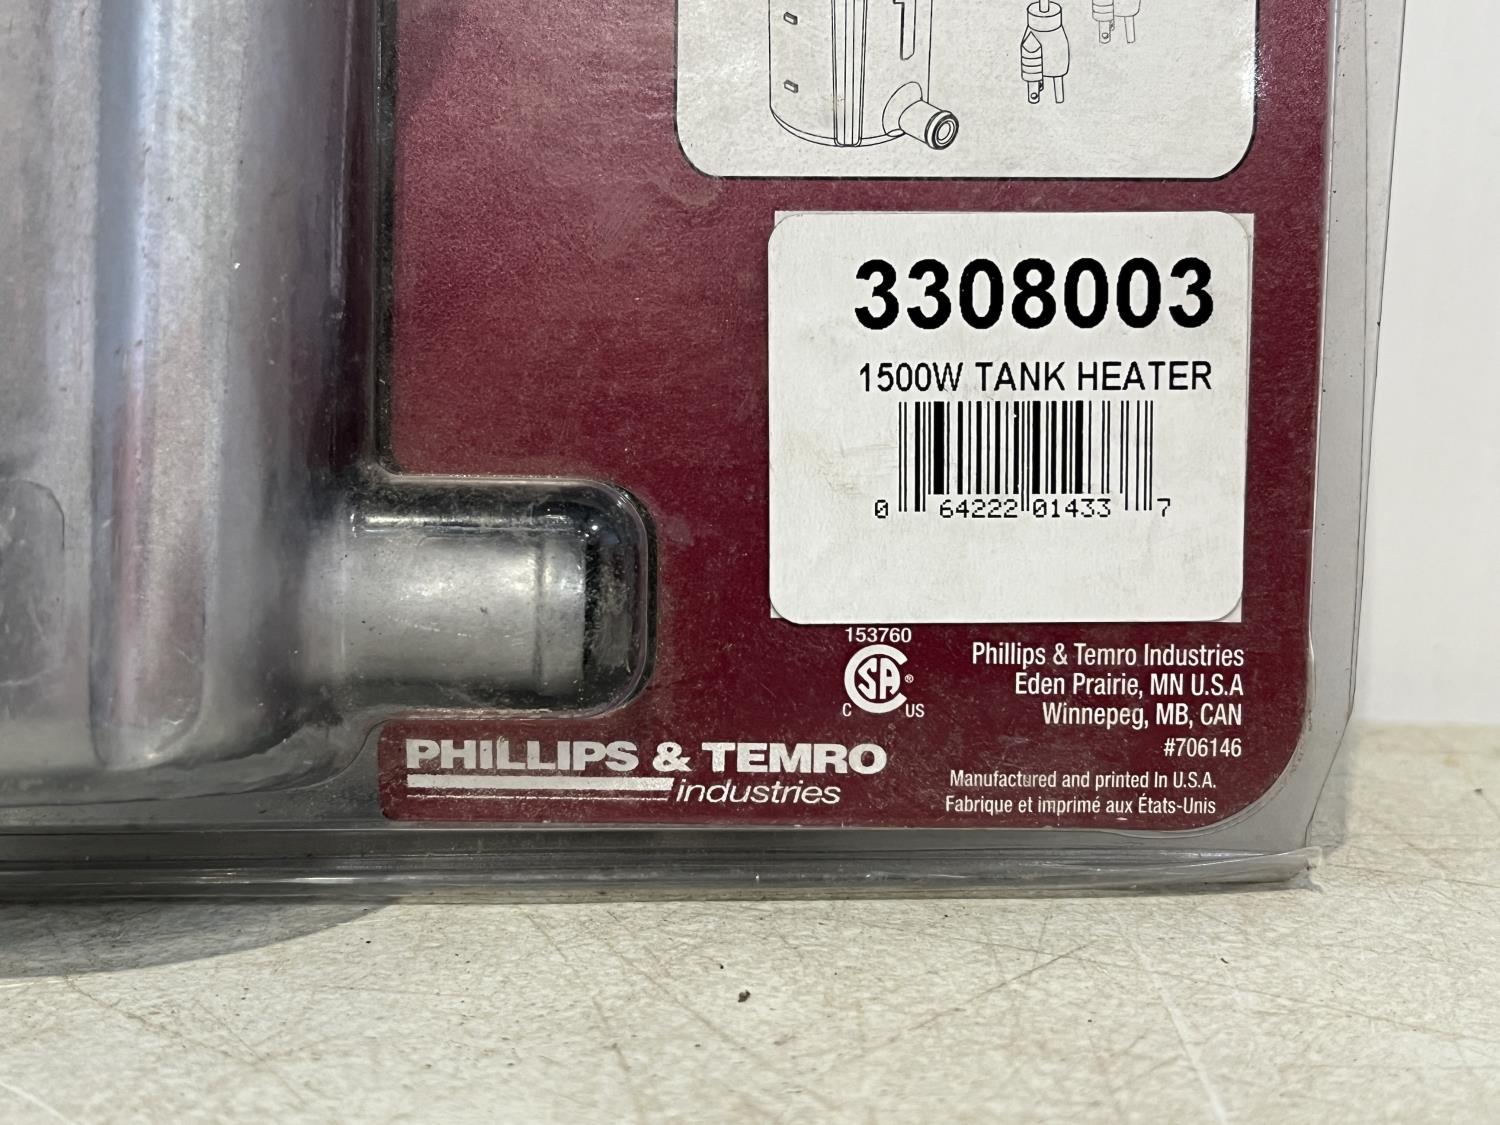 3308003
1500W TANK HEATER
0 64222 01433 7
153760
CSA®
C US
Phillips & Temro Industries
Eden Prairie, MN U.S.A
Winnepeg, MB, CAN
#706146
PHILLIPS & TEMRO
industries
Manufactured and printed In U.S.A.
Fabrique et imprimé aux États-Unis